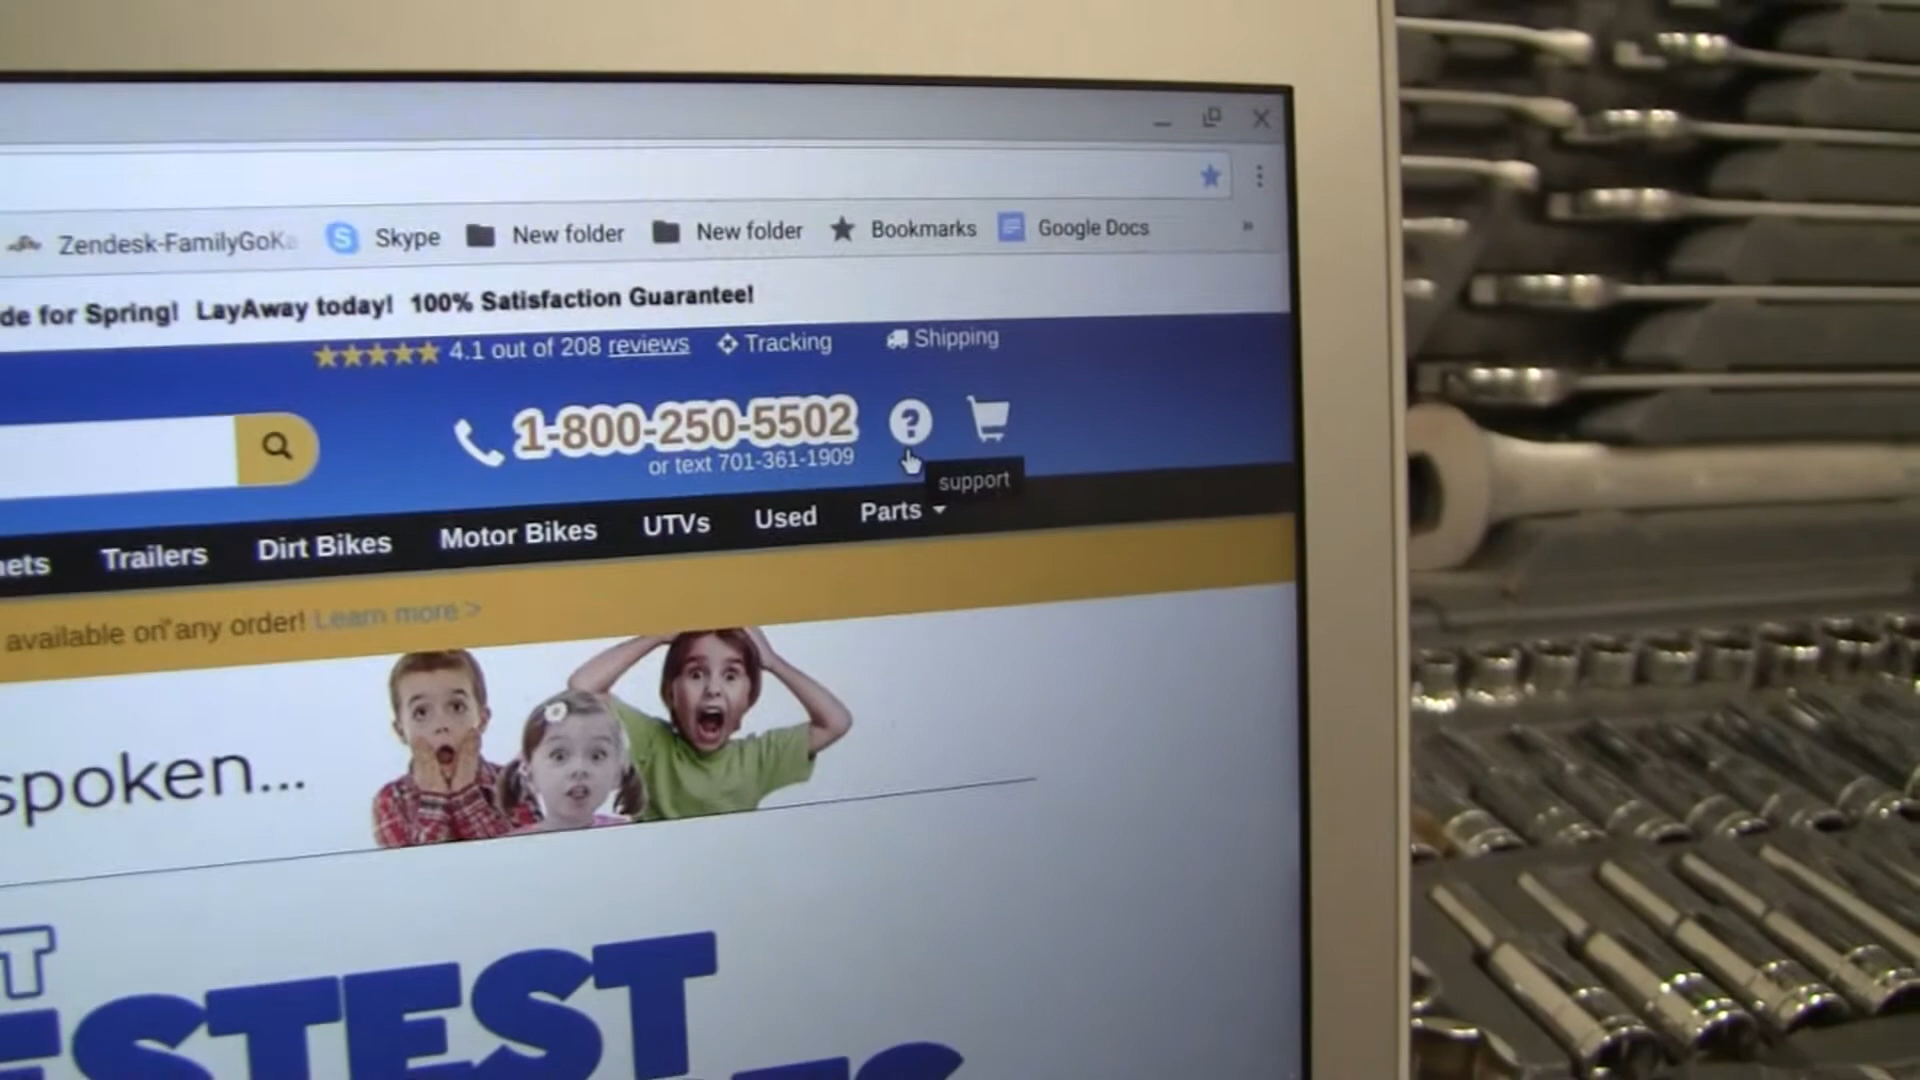 Zendesk-FamilyGoKa
Skype
New folder
New folder
Bookmarks
Google Docs
de for Spring! LayAway today! 100% Satisfaction Guarantee!
4.1 out of 208 reviews
Tracking
Shipping
1-800-250-5502
or text 701-361-1909
support
ets
Trailers
Dirt Bikes
Motor Bikes
UTVs
Used
Parts
available on any order! Learn more >
spoken...
T
ESTEST